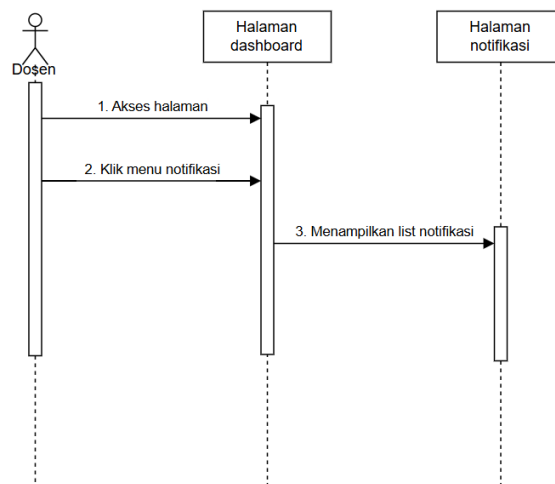 Halaman
dashboard
Halaman
notifikasi
Dosen
1. Akses halaman
2. Klik menu notifikasi
3. Menampilkan list notifikasi